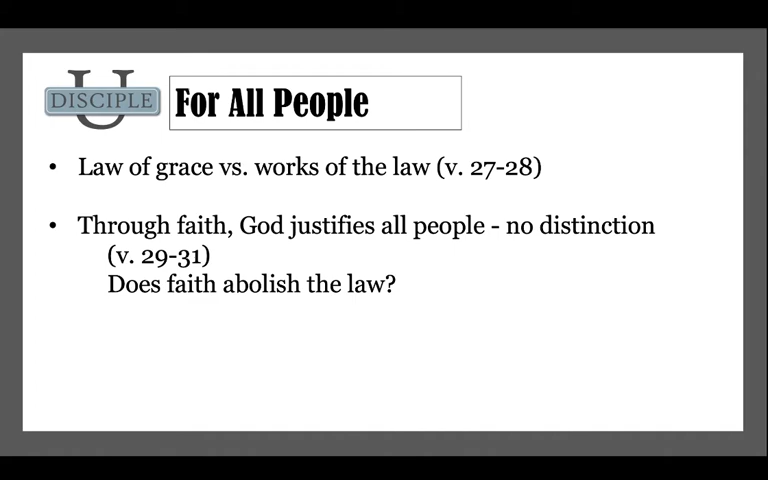 U
DISCIPLE
For All People
• Law of grace vs. works of the law (v. 27-28)
• Through faith, God justifies all people - no distinction
(v. 29-31)
Does faith abolish the law?